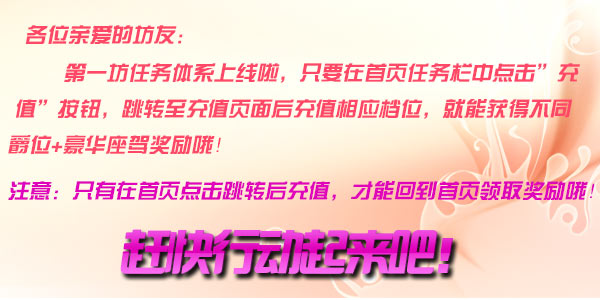 各位亲爱的坊友：
第一坊任务体系上线啦，只要在首页任务栏中点击”充
值”按钮，跳转至充值页面后充值相应档位，就能获得不同
爵位+豪华座驾奖励哦！
注意：只有在首页点击跳转后充值，才能回到首页领取奖励哦！
赶快行动起来吧！